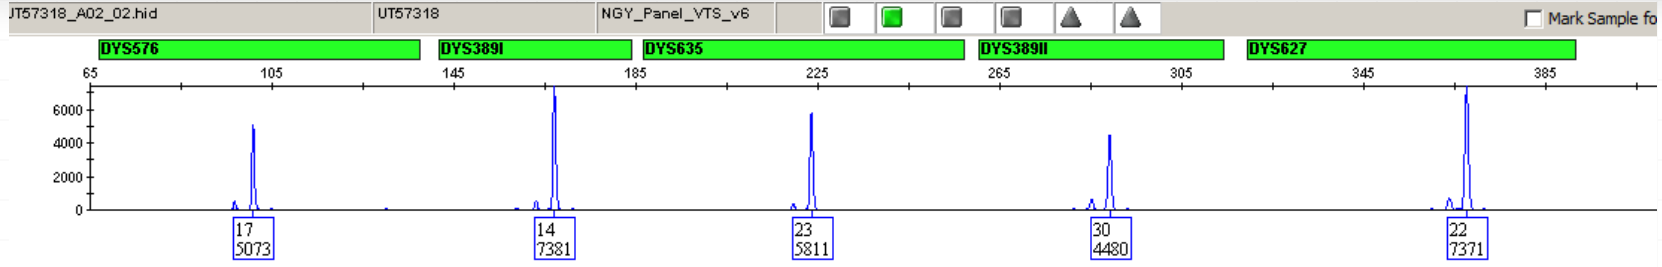 UT57318_A02_02.hid UT57318 NGY_Panel_VTS_v6 Mark Sample fo
DYS576 DYS389I DYS635 DYS389II DYS627
65 105 145 185 225 265 305 345 385
6000
4000
2000
0
17 14 23 30 22
5073 7381 5811 4480 7371